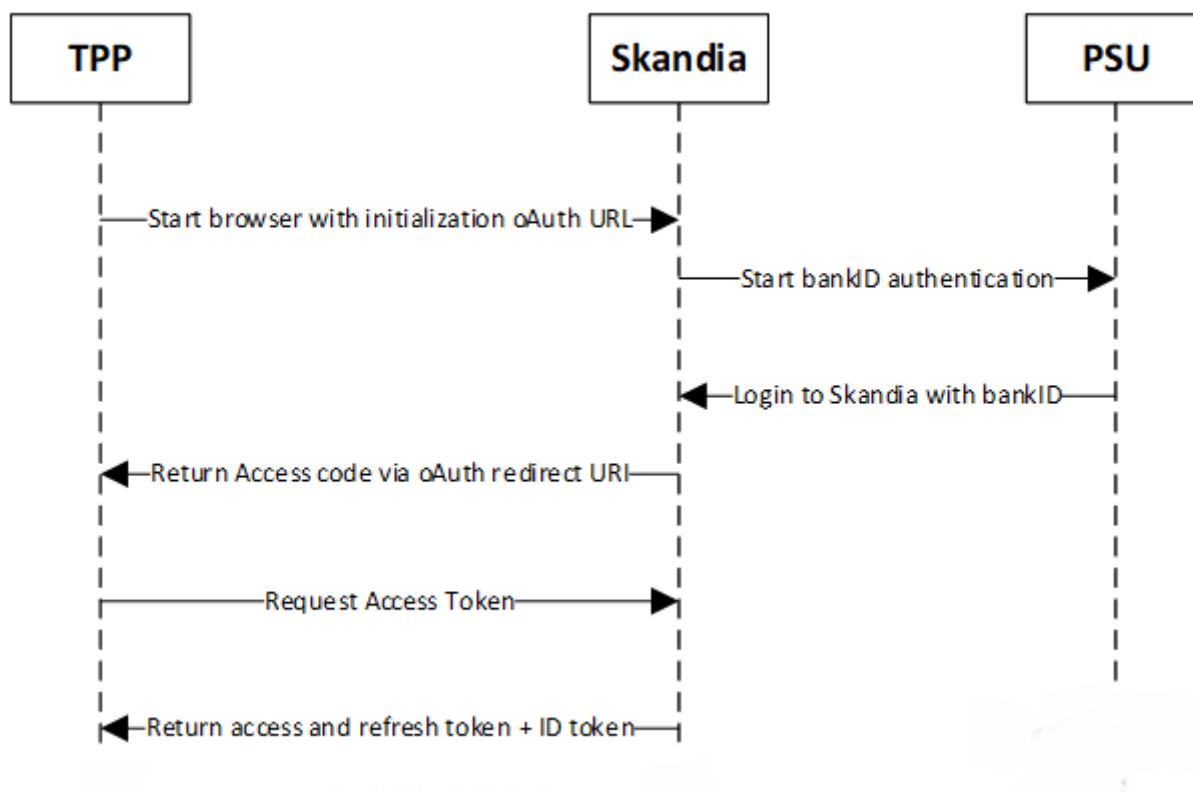 TPP
Skandia
PSU
Start browser with initialization oAuth URL
Start bankID authentication
Login to Skandia with bankID
Return Access code via oAuth redirect URI
Request Access Token
Return access and refresh token + ID token